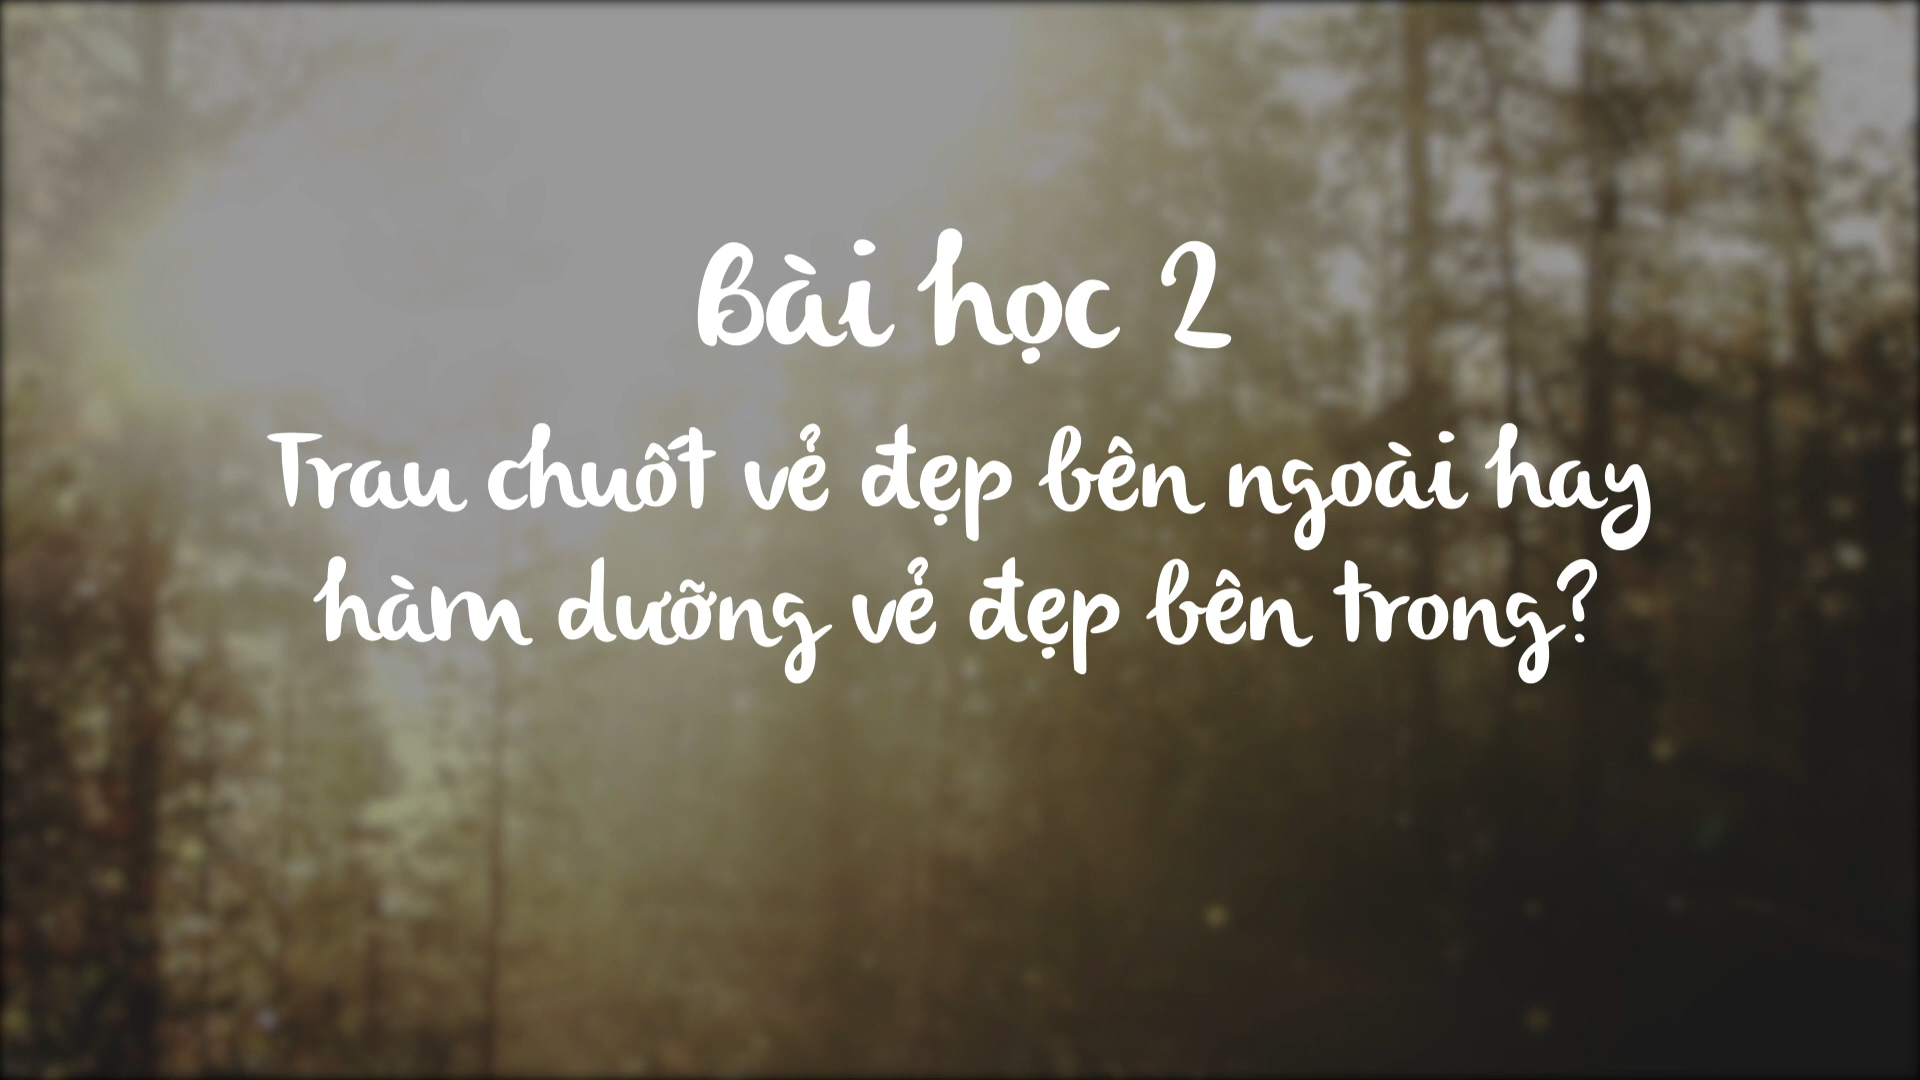 Bài học 2
Trau chuốt vẻ đẹp bên ngoài hay
hàm dưỡng vẻ đẹp bên trong?